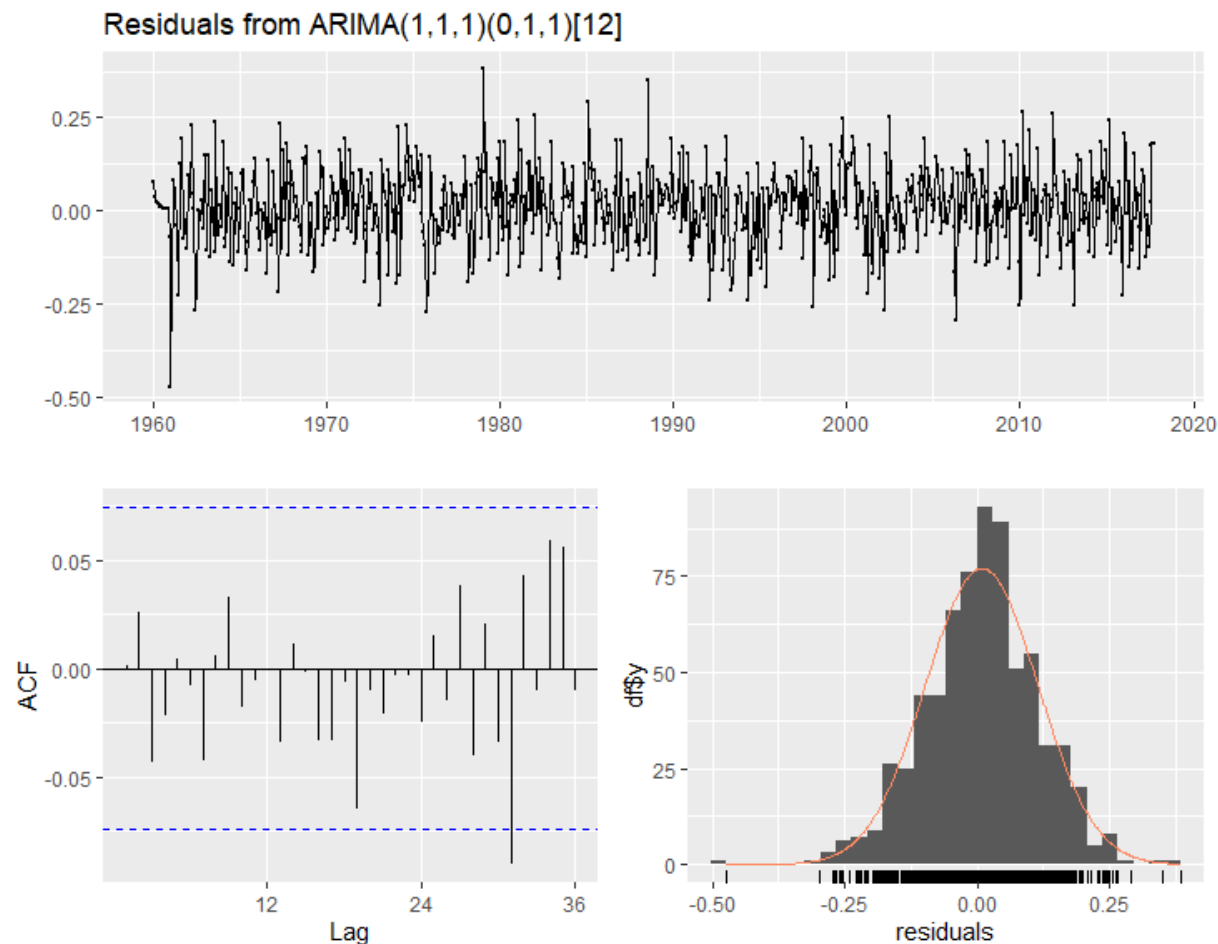 Residuals from ARIMA(1,1,1)(0,1,1)[12]
0.25
0.00
-0.25
-0.50
1960 1970 1980 1990 2000 2010 2020
ACF
0.05
0.00
-0.05
12 24 36
Lag
df$y
75
50
25
0
-0.50 -0.25 0.00 0.25
residuals